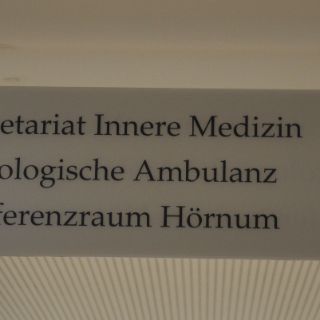 etariat Innere Medizin
ologische Ambulanz
ferenzraum Hörnum